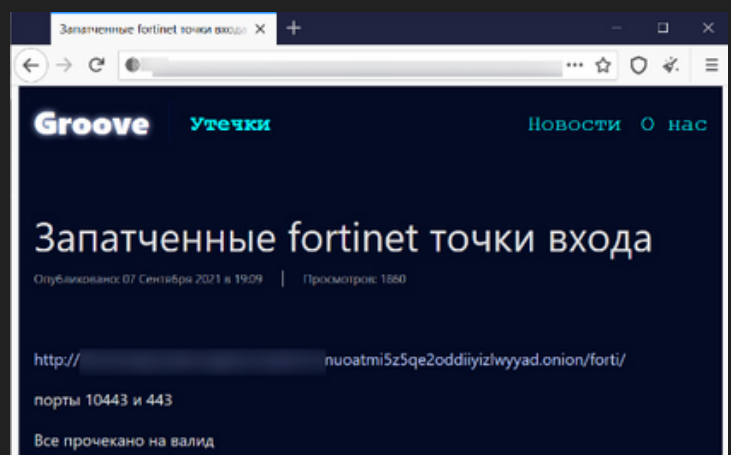 Запатченные fortinet точки входа
Groove Утечки Новости О нас
Запатченные fortinet точки входа
Опубликовано: 07 Сентября 2021 в 19:09 | Просмотров: 1860
http:// nuoatmi5z5qe2oddiiyizlwyyad.onion/forti/
порты 10443 и 443
Все прочекано на валид